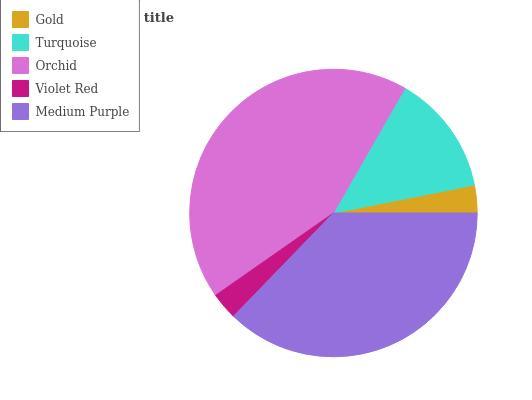 title
Gold
Turquoise
Orchid
Violet Red
Medium Purple